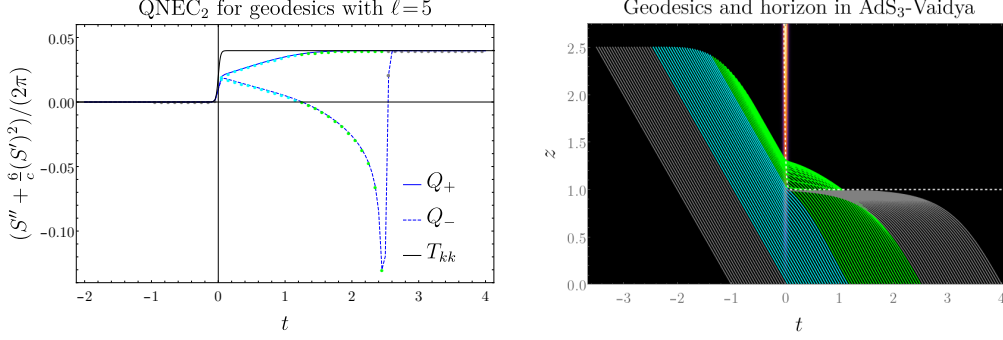 QNEC₂ for geodesics with ℓ=5
(S″ + 6/c (S′)²)/(2π)
0.05
0.00
−0.05
−0.10
Q₊
Q₋
Tₖₖ
−2
−1
0
1
2
3
4
t
Geodesics and horizon in AdS₃-Vaidya
z
2.5
2.0
1.5
1.0
0.5
0.0
−3
−2
−1
0
1
2
3
4
t